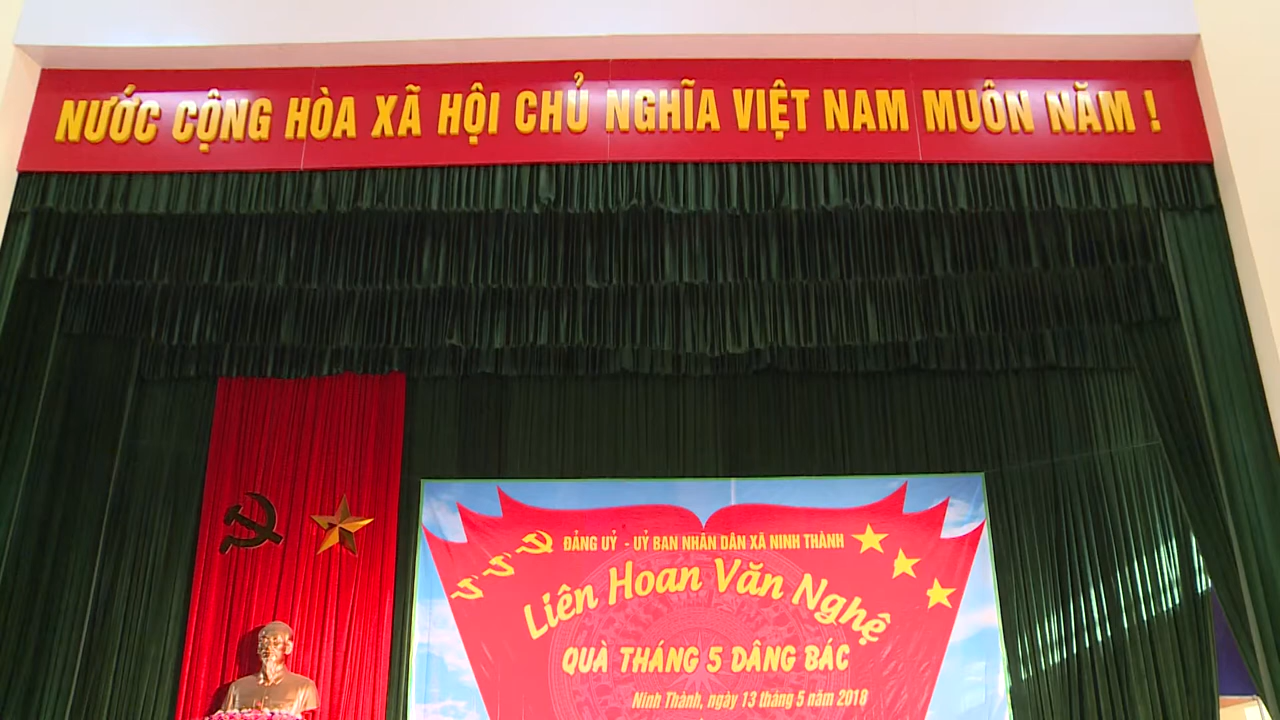 NƯỚC CỘNG HÒA XÃ HỘI CHỦ NGHĨA VIỆT NAM MUÔN NĂM !
ĐẢNG UỶ - UỶ BAN NHÂN DÂN XÃ NINH THÀNH
Liên Hoan Văn Nghệ
QUÀ THÁNG 5 DÂNG BÁC
Ninh Thành, ngày 13 tháng 5 năm 2018